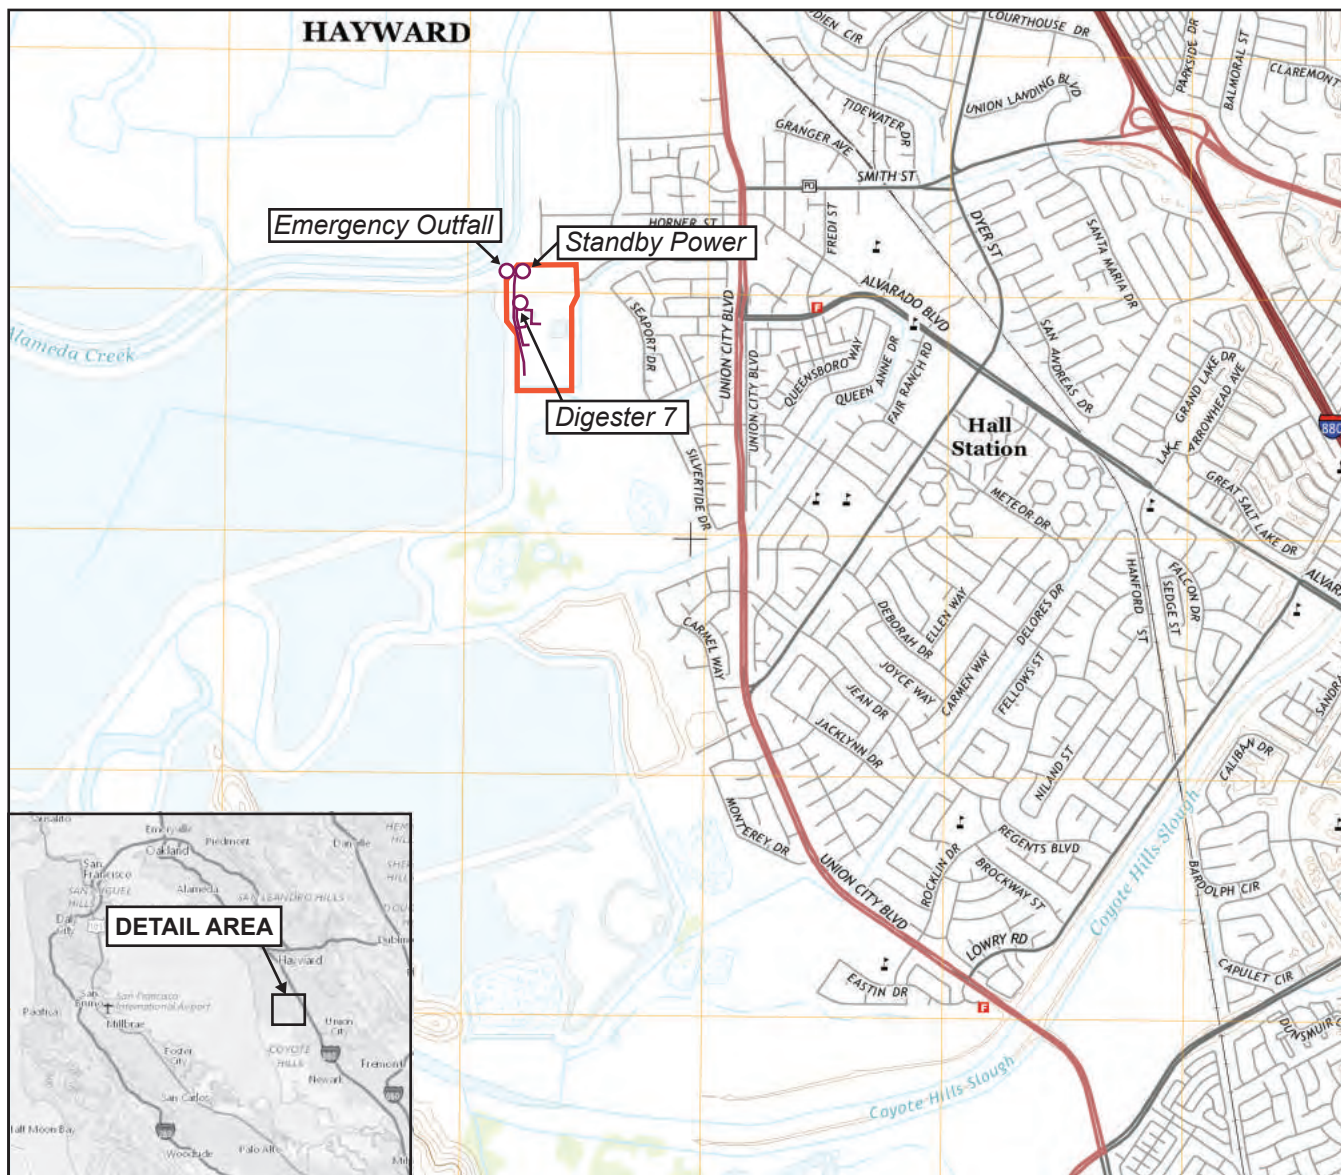 HAYWARD
COURTHOUSE DR
PARKSIDE DR
BALMORAL ST
CLAREMONT
UNION LANDING BLVD
TIDEWATER DR
GRANGER AVE
SMITH ST
PO
HORNER ST
FREDI ST
DYER ST
SANTA MARIA DR
Emergency Outfall
Standby Power
Digester 7
Alameda Creek
SEAPORT DR
UNION CITY BLVD
UNION CITY BLVD
F
ALVARADO BLVD
QUEENSBORO WAY
QUEEN ANNE DR
FAIR RANCH RD
SAN ANDREAS DR
GRAND LAKE DR
ARROWHEAD AVE
LAKE
880
Hall
Station
SILVERTIDE DR
METEOR DR
GREAT SALT LAKE DR
HANFORD ST
FALCON DR
SEDGE ST
CARMEL WAY
DEBORAH DR
ELLEN WAY
DELORES DR
JOYCE WAY
CARMEN WAY
FELLOWS ST
JEAN DR
JACKLYNN DR
NILAND ST
CALIBAN DR
MONTEREY DR
UNION CITY BLVD
ROCKLIN DR
REGENTS BLVD
BROCKWAY ST
BARDOLPH CIR
Coyote Hills Slough
LOWRY RD
EASTIN DR
CAPULET CIR
F
Coyote Hills Slough
Sausalito
Emeryville
Oakland
Piedmont
Danville
San
Francisco
Alameda
SAN LEANDRO HILLS
DETAIL AREA
Hayward
San
Bruno
San Francisco
International Airport
Pacifica
Millbrae
Foster
City
COYOTE
HILLS
Union
City
Fremont
Newark
San Carlos
Half Moon Bay
Woodside
Palo Alto